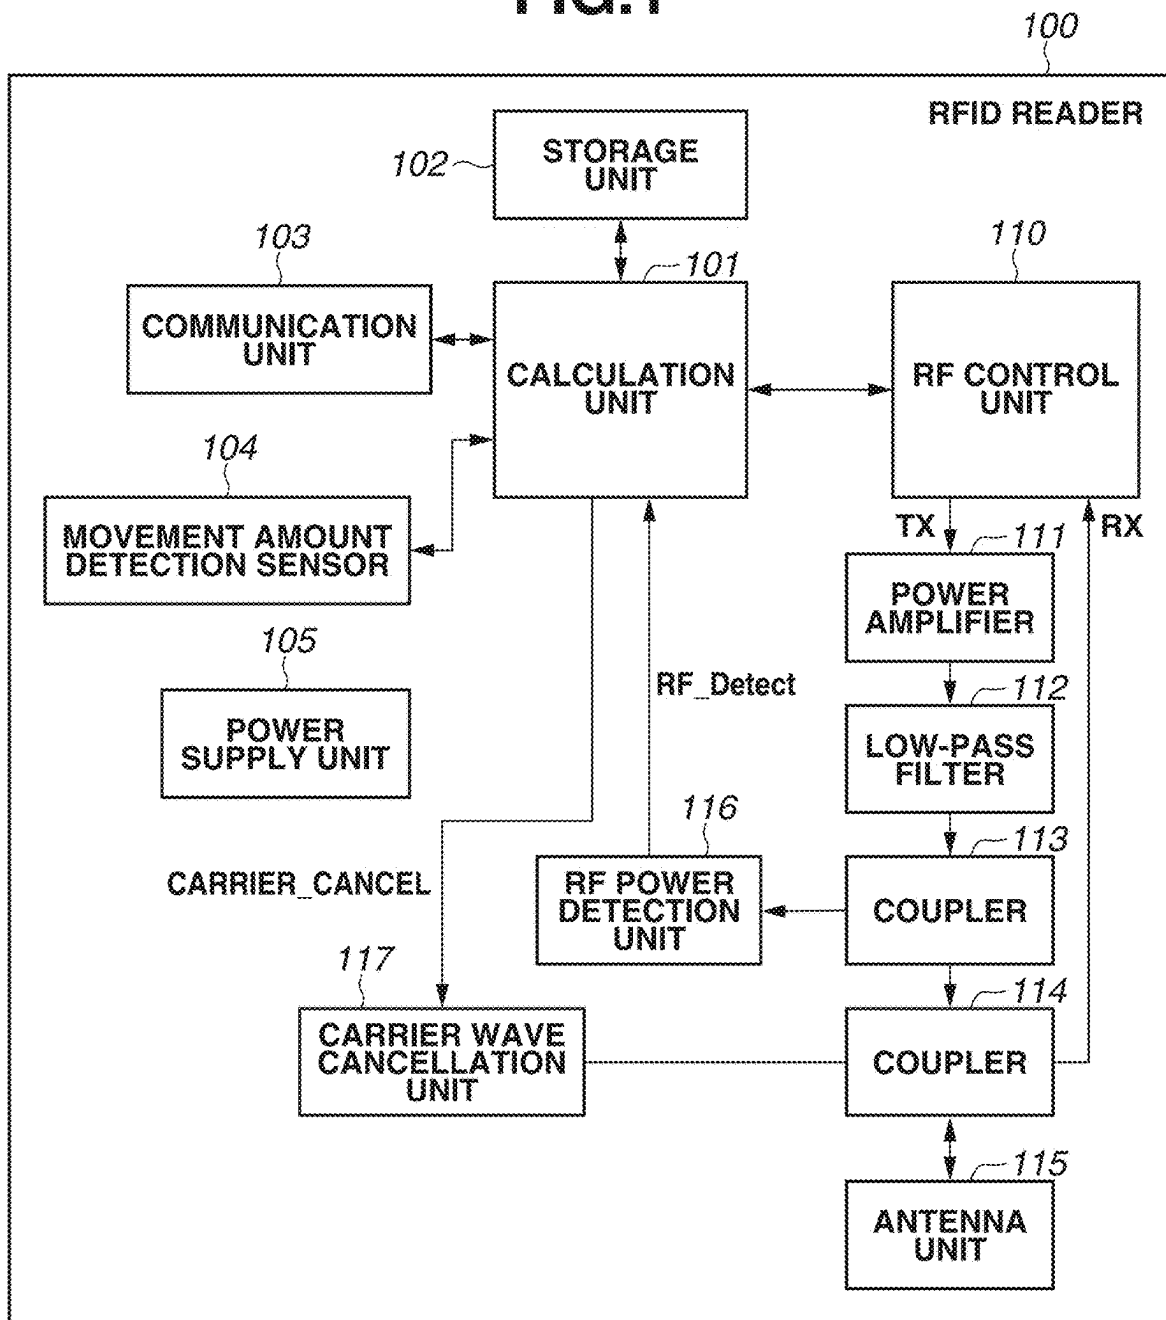 FIG.1
100
RFID READER
102
STORAGE
UNIT
103
COMMUNICATION
UNIT
101
CALCULATION
UNIT
110
RF CONTROL
UNIT
104
MOVEMENT AMOUNT
DETECTION SENSOR
TX
RX
111
POWER
AMPLIFIER
105
POWER
SUPPLY UNIT
RF_Detect
112
LOW-PASS
FILTER
CARRIER_CANCEL
116
RF POWER
DETECTION
UNIT
113
COUPLER
117
CARRIER WAVE
CANCELLATION
UNIT
114
COUPLER
115
ANTENNA
UNIT